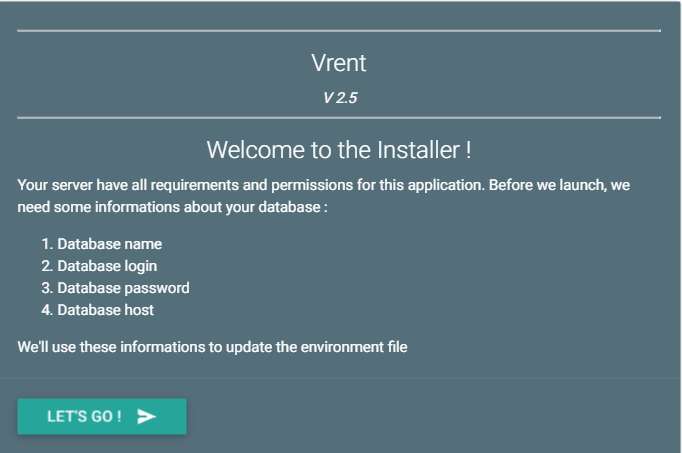 Vrent
V 2.5
Welcome to the Installer !
Your server have all requirements and permissions for this application. Before we launch, we
need some informations about your database :
1. Database name
2. Database login
3. Database password
4. Database host
We'll use these informations to update the environment file
LET'S GO !